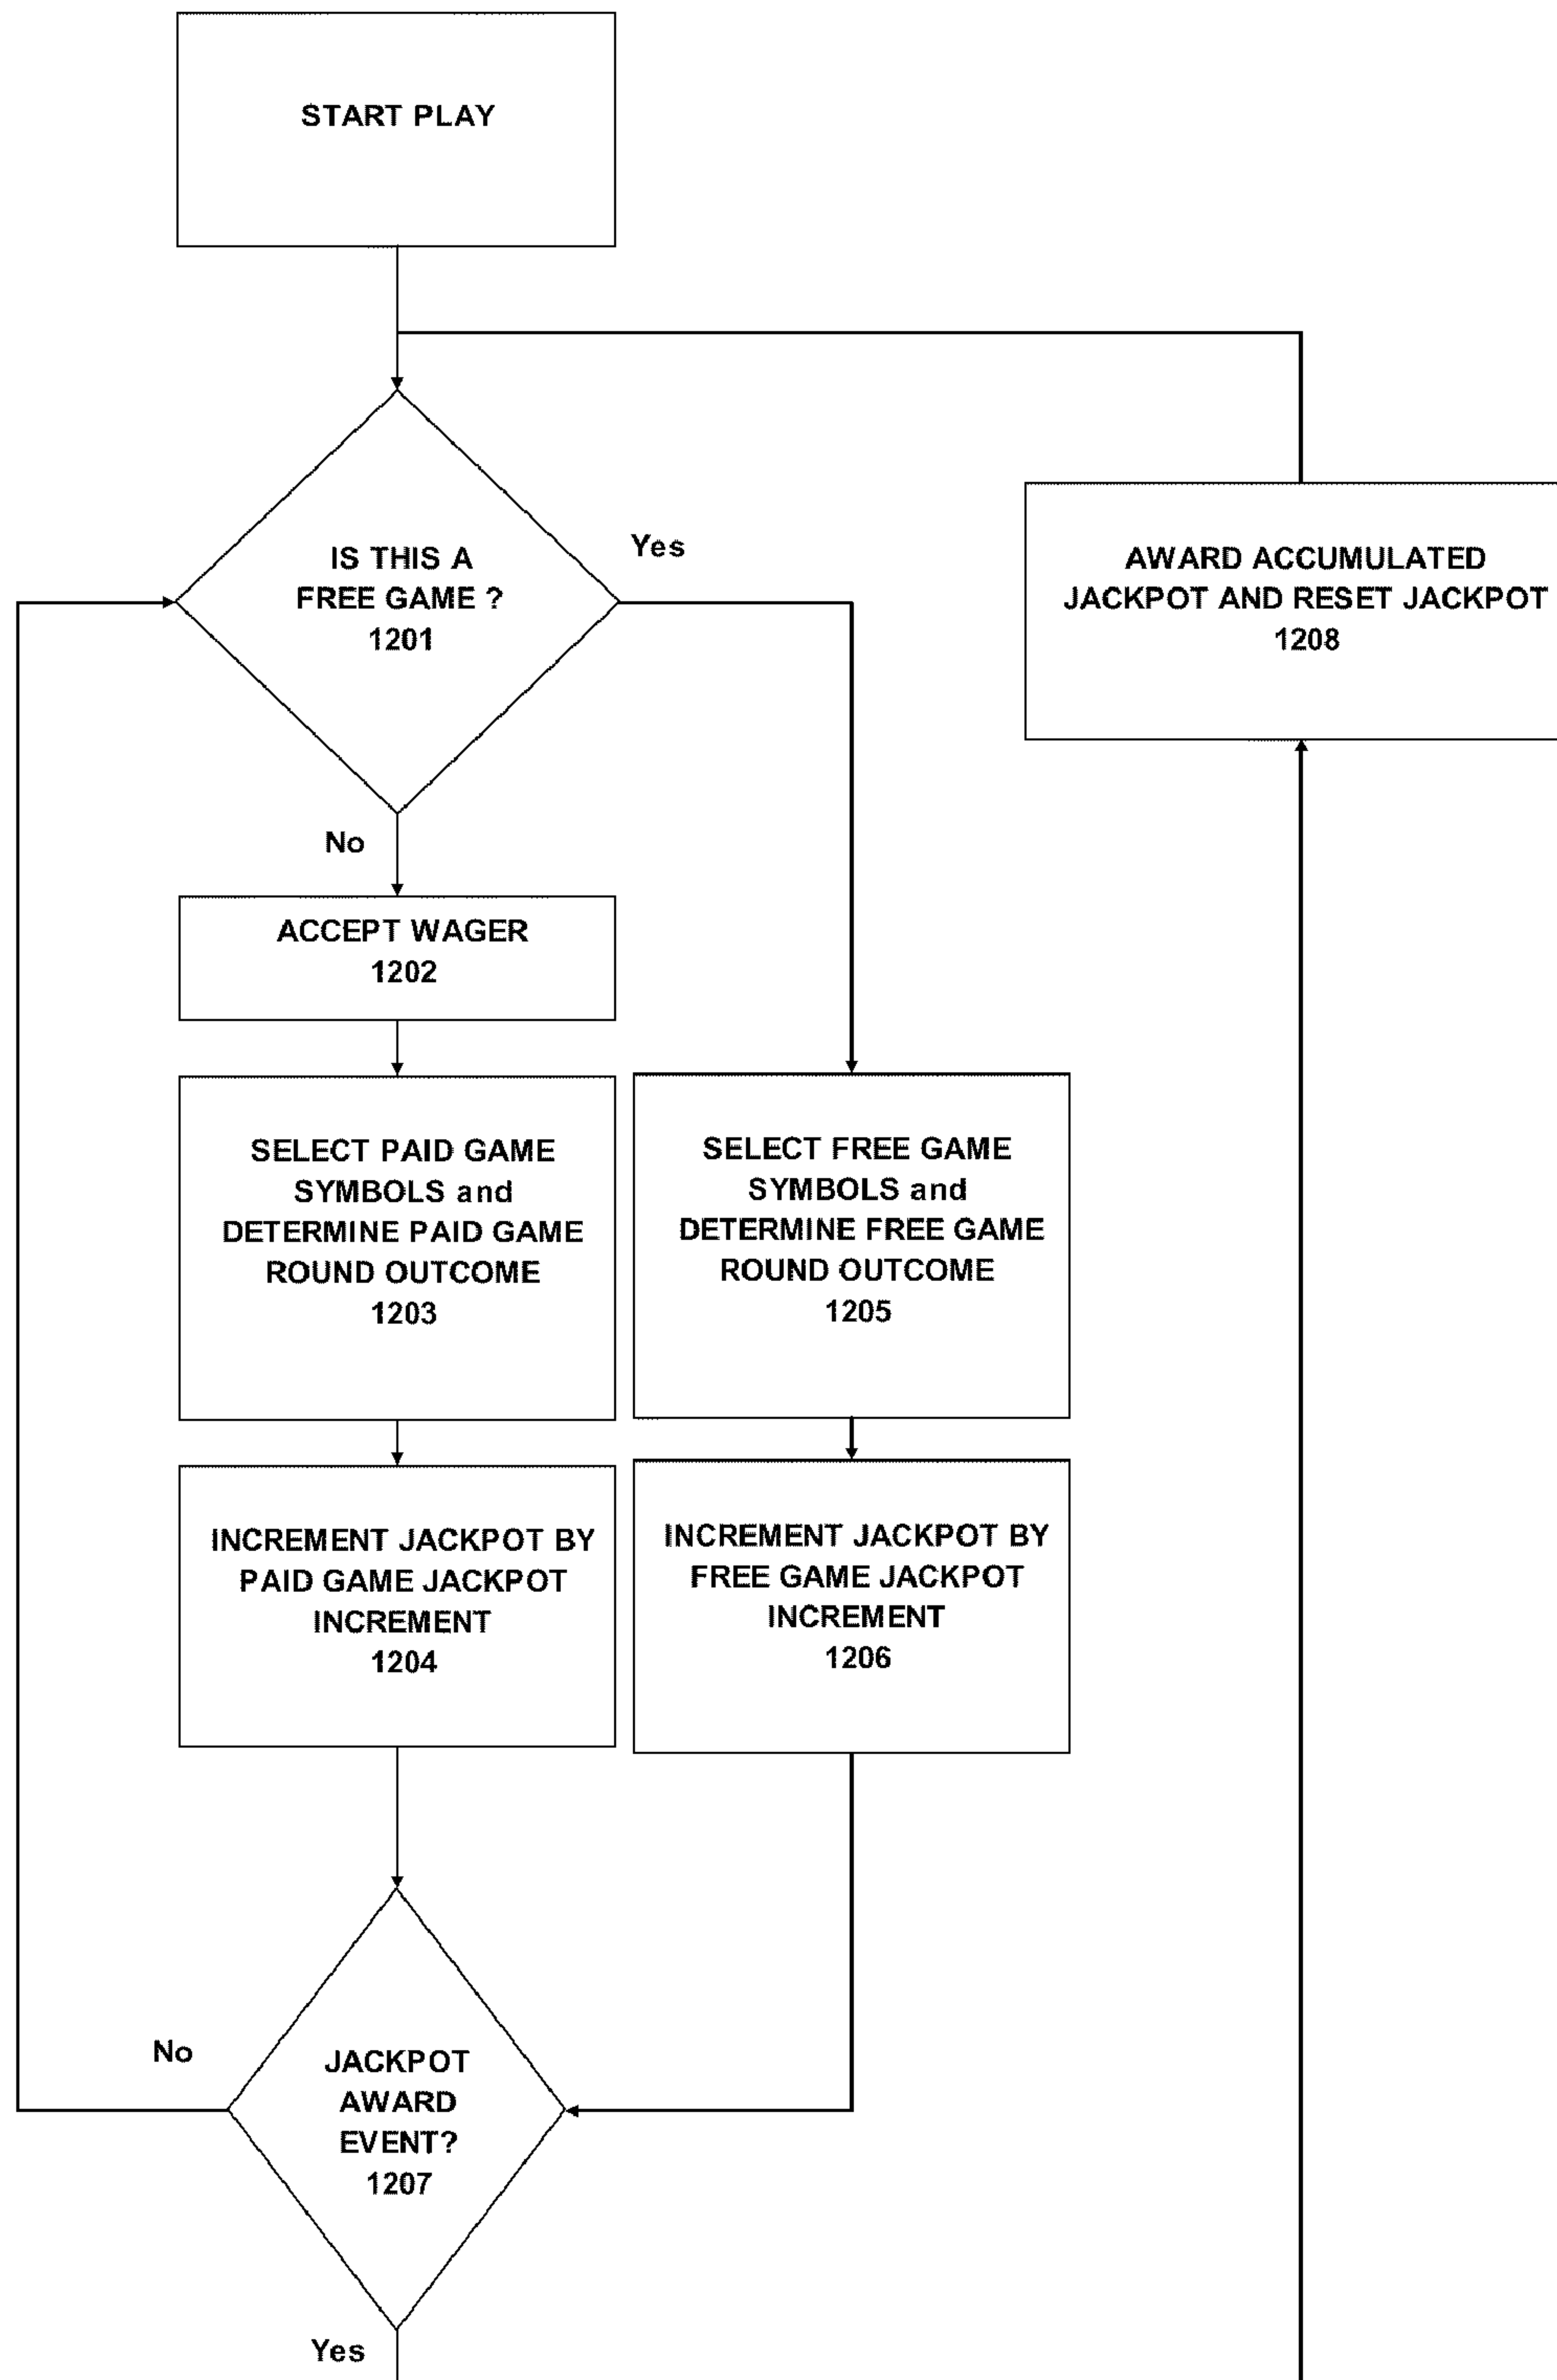 START PLAY
IS THIS A
FREE GAME ?
1201
Yes
AWARD ACCUMULATED
JACKPOT AND RESET JACKPOT
1208
No
ACCEPT WAGER
1202
SELECT PAID GAME
SYMBOLS and
DETERMINE PAID GAME
ROUND OUTCOME
1203
SELECT FREE GAME
SYMBOLS and
DETERMINE FREE GAME
ROUND OUTCOME
1205
INCREMENT JACKPOT BY
PAID GAME JACKPOT
INCREMENT
1204
INCREMENT JACKPOT BY
FREE GAME JACKPOT
INCREMENT
1206
No
JACKPOT
AWARD
EVENT?
1207
Yes